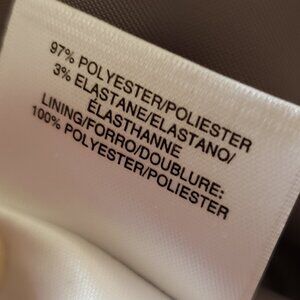 97% POLYESTER/POLIESTER
3% ELASTANE/ELASTANO/
ÉLASTHANNE
LINING/FORRO/DOUBLURE:
100% POLYESTER/POLIESTER